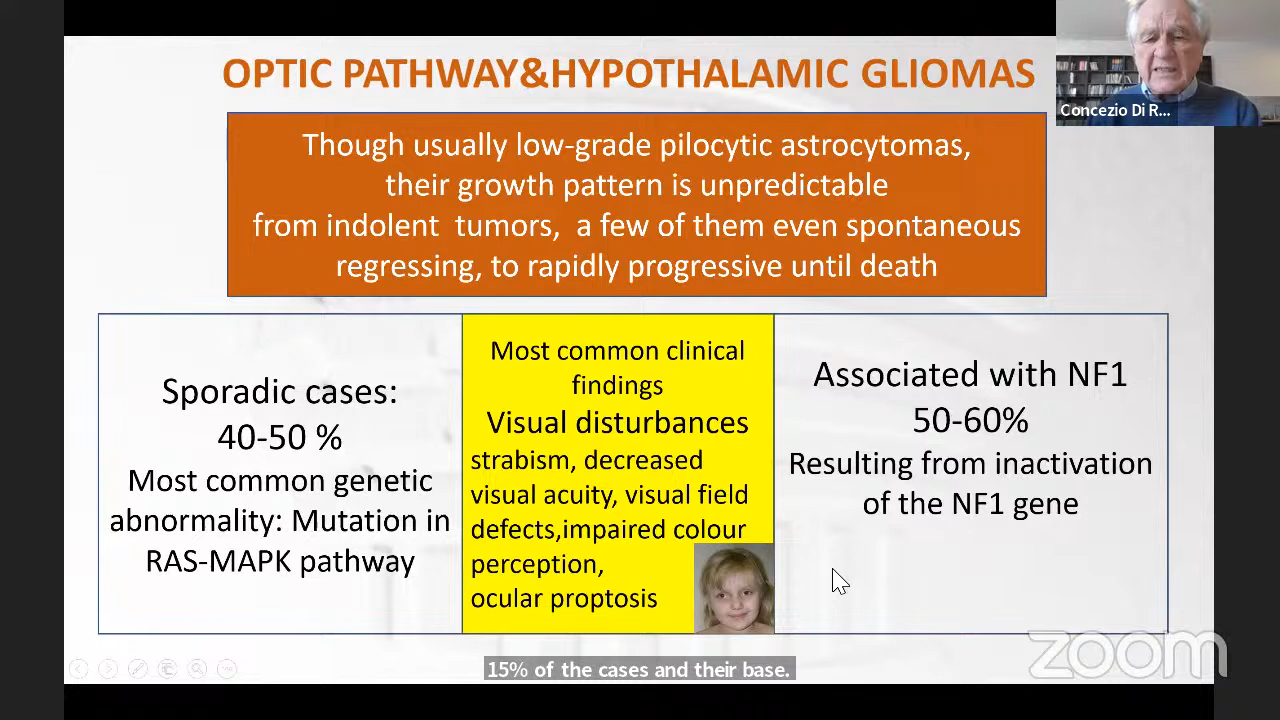 OPTIC PATHWAY&HYPOTHALAMIC GLIOMAS
Concezio Di R...
Though usually low-grade pilocytic astrocytomas,
their growth pattern is unpredictable
from indolent tumors, a few of them even spontaneous
regressing, to rapidly progressive until death
Sporadic cases:
40-50 %
Most common genetic
abnormality: Mutation in
RAS-MAPK pathway
Most common clinical
findings
Visual disturbances
strabism, decreased
visual acuity, visual field
defects,impaired colour
perception,
ocular proptosis
Associated with NF1
50-60%
Resulting from inactivation
of the NF1 gene
15% of the cases and their base.
zoom